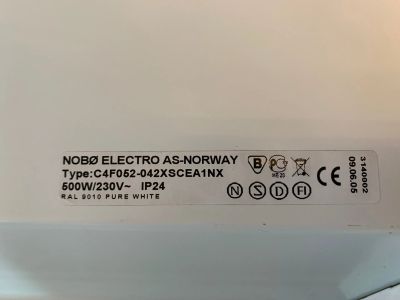 NOBØ ELECTRO AS-NORWAY
Type:C4F052-042XSCEA1NX
500W/230V~ IP24
RAL 9010 PURE WHITE
B
N S D FI
CE
3140902
09.06.05